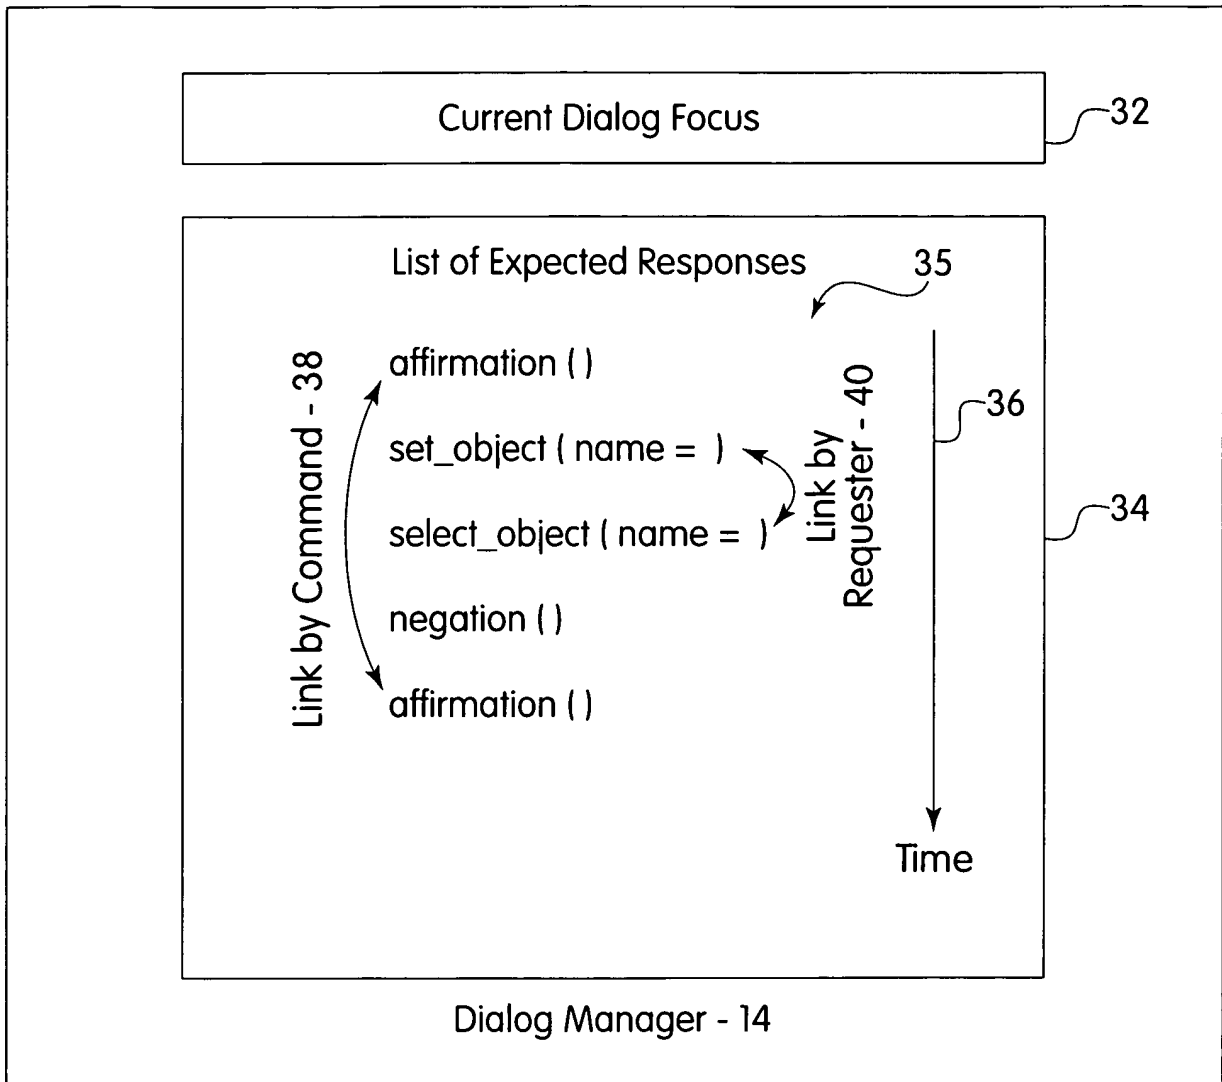 Current Dialog Focus
32
List of Expected Responses
35
affirmation ( )
set_object ( name =  )
select_object ( name =  )
negation ( )
affirmation ( )
Link by Command - 38
Link by
Requester - 40
36
34
Time
Dialog Manager - 14